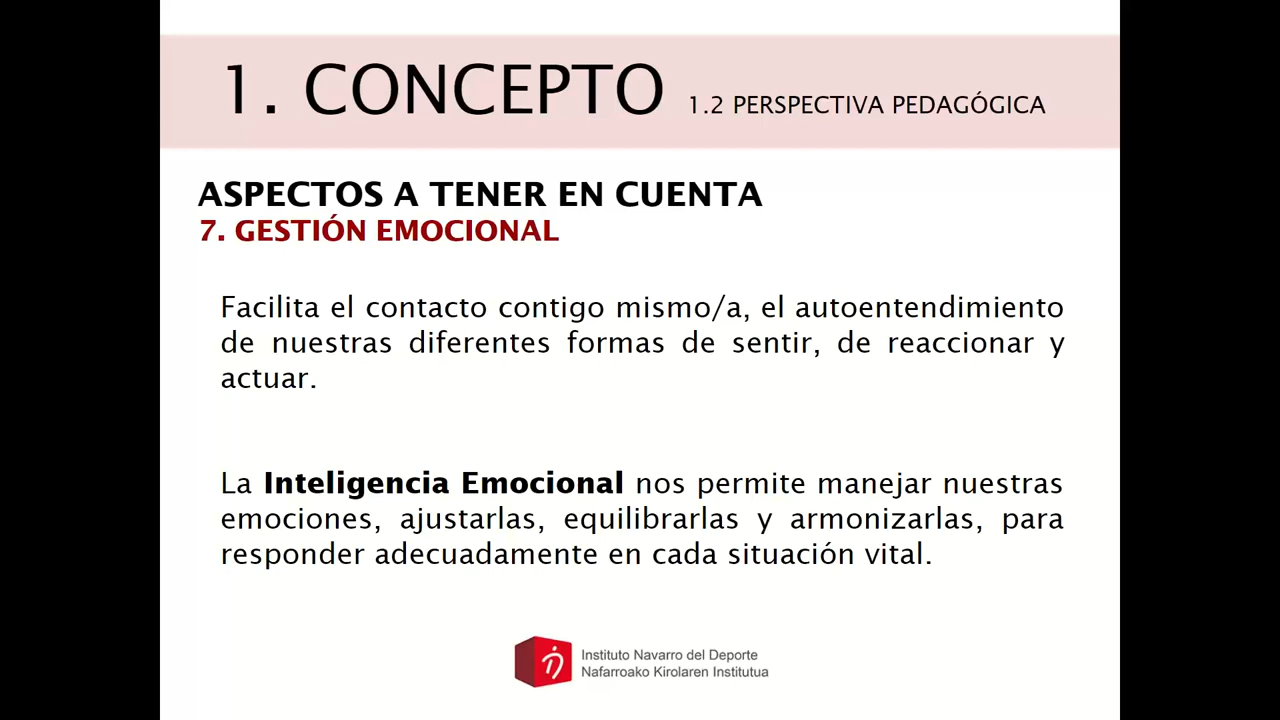 1. CONCEPTO 1.2 PERSPECTIVA PEDAGÓGICA
ASPECTOS A TENER EN CUENTA
7. GESTIÓN EMOCIONAL
Facilita el contacto contigo mismo/a, el autoentendimiento
de nuestras diferentes formas de sentir, de reaccionar y
actuar.
La Inteligencia Emocional nos permite manejar nuestras
emociones, ajustarlas, equilibrarlas y armonizarlas, para
responder adecuadamente en cada situación vital.
Instituto Navarro del Deporte
Nafarroako Kirolaren Institutua